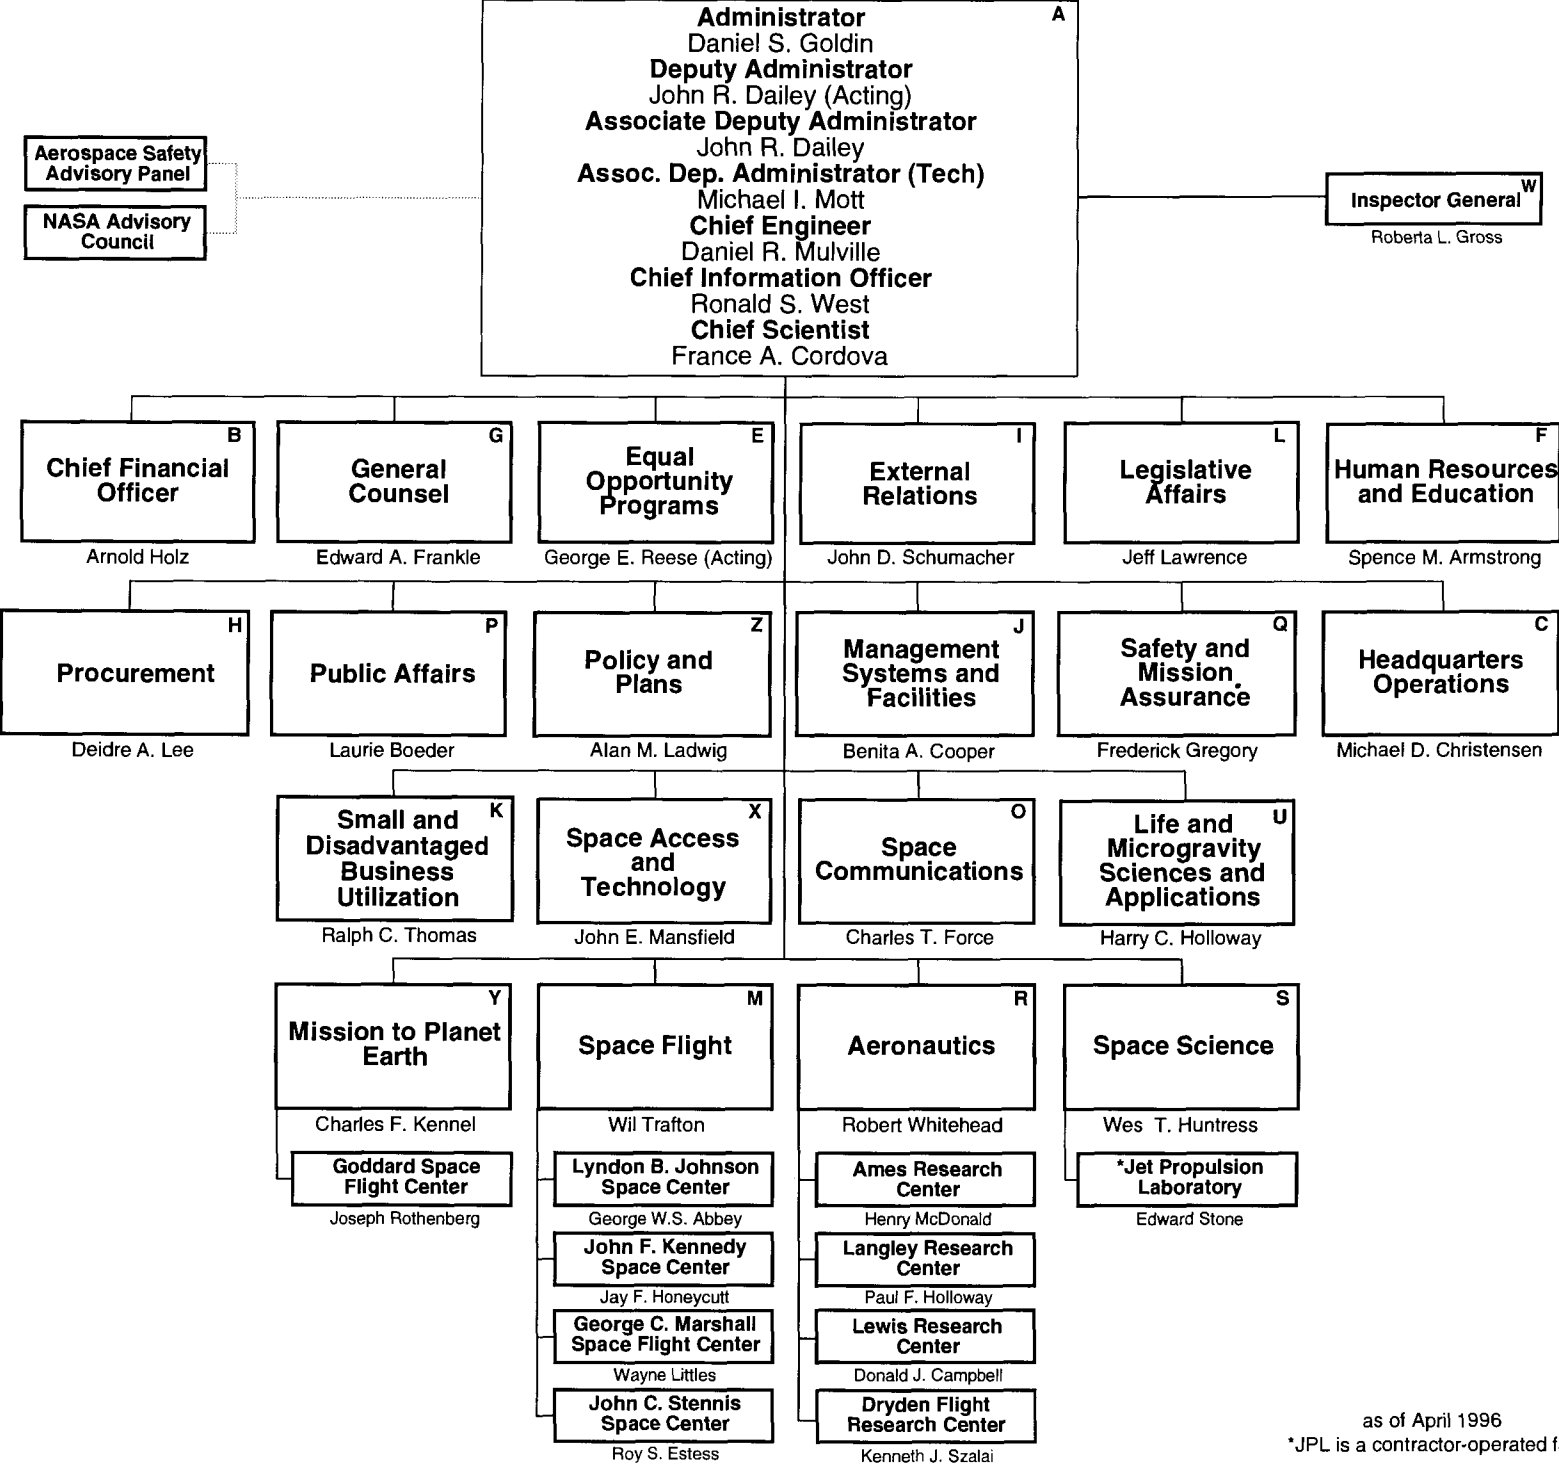 A
Administrator
Daniel S. Goldin
Deputy Administrator
John R. Dailey (Acting)
Associate Deputy Administrator
John R. Dailey
Assoc. Dep. Administrator (Tech)
Michael I. Mott
Chief Engineer
Daniel R. Mulville
Chief Information Officer
Ronald S. West
Chief Scientist
France A. Cordova
Aerospace Safety
Advisory Panel
NASA Advisory
Council
W
Inspector General
Roberta L. Gross
B
Chief Financial
Officer
Arnold Holz
G
General
Counsel
Edward A. Frankle
E
Equal
Opportunity
Programs
George E. Reese (Acting)
I
External
Relations
John D. Schumacher
L
Legislative
Affairs
Jeff Lawrence
F
Human Resources
and Education
Spence M. Armstrong
H
Procurement
Deidre A. Lee
P
Public Affairs
Laurie Boeder
Z
Policy and
Plans
Alan M. Ladwig
J
Management
Systems and
Facilities
Benita A. Cooper
Q
Safety and
Mission
Assurance
Frederick Gregory
C
Headquarters
Operations
Michael D. Christensen
K
Small and
Disadvantaged
Business
Utilization
Ralph C. Thomas
X
Space Access
and
Technology
John E. Mansfield
O
Space
Communications
Charles T. Force
U
Life and
Microgravity
Sciences and
Applications
Harry C. Holloway
Y
Mission to Planet
Earth
Charles F. Kennel
Goddard Space
Flight Center
Joseph Rothenberg
M
Space Flight
Wil Trafton
Lyndon B. Johnson
Space Center
George W.S. Abbey
John F. Kennedy
Space Center
Jay F. Honeycutt
George C. Marshall
Space Flight Center
Wayne Littles
John C. Stennis
Space Center
Roy S. Estess
R
Aeronautics
Robert Whitehead
Ames Research
Center
Henry McDonald
Langley Research
Center
Paul F. Holloway
Lewis Research
Center
Donald J. Campbell
Dryden Flight
Research Center
Kenneth J. Szalai
S
Space Science
Wes T. Huntress
*Jet Propulsion
Laboratory
Edward Stone
as of April 1996
*JPL is a contractor-operated